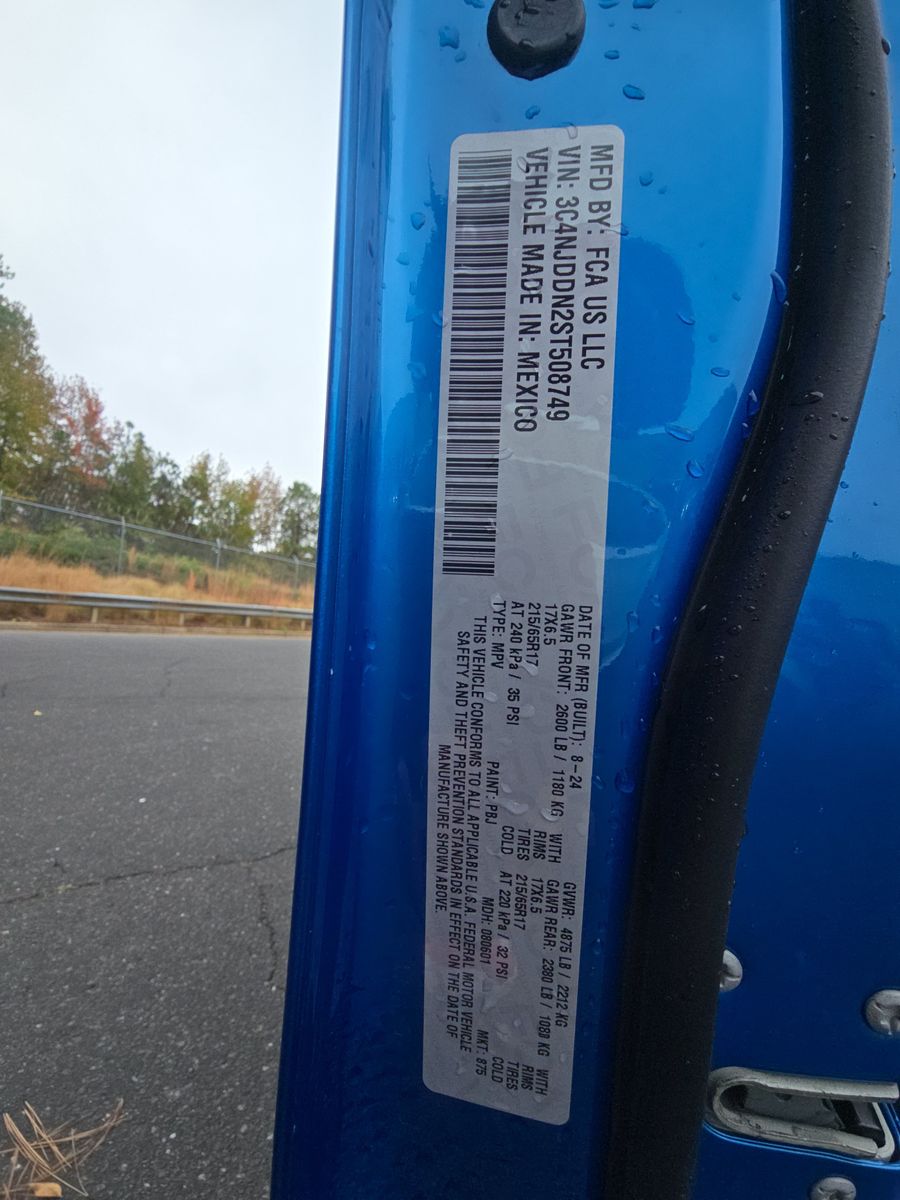 MFD BY: FCA US LLC
VIN: 3C4NJDDN2ST508749
VEHICLE MADE IN: MEXICO
DATE OF MFR (BUILT): 8-24 GVWR: 4875 LB / 2212 KG
GAWR FRONT: 2600 LB / 1180 KG WITH GAWR REAR: 2380 LB / 1080 KG WITH
17X6.5 RIMS 17X6.5 RIMS
215/65R17 TIRES 215/65R17 TIRES
AT 240 kPa / 35 PSI COLD AT 220 kPa / 32 PSI COLD
TYPE: MPV PAINT: PBJ MDH: 080601 MKT: 875
THIS VEHICLE CONFORMS TO ALL APPLICABLE U.S.A. FEDERAL MOTOR VEHICLE
SAFETY AND THEFT PREVENTION STANDARDS IN EFFECT ON THE DATE OF
MANUFACTURE SHOWN ABOVE.